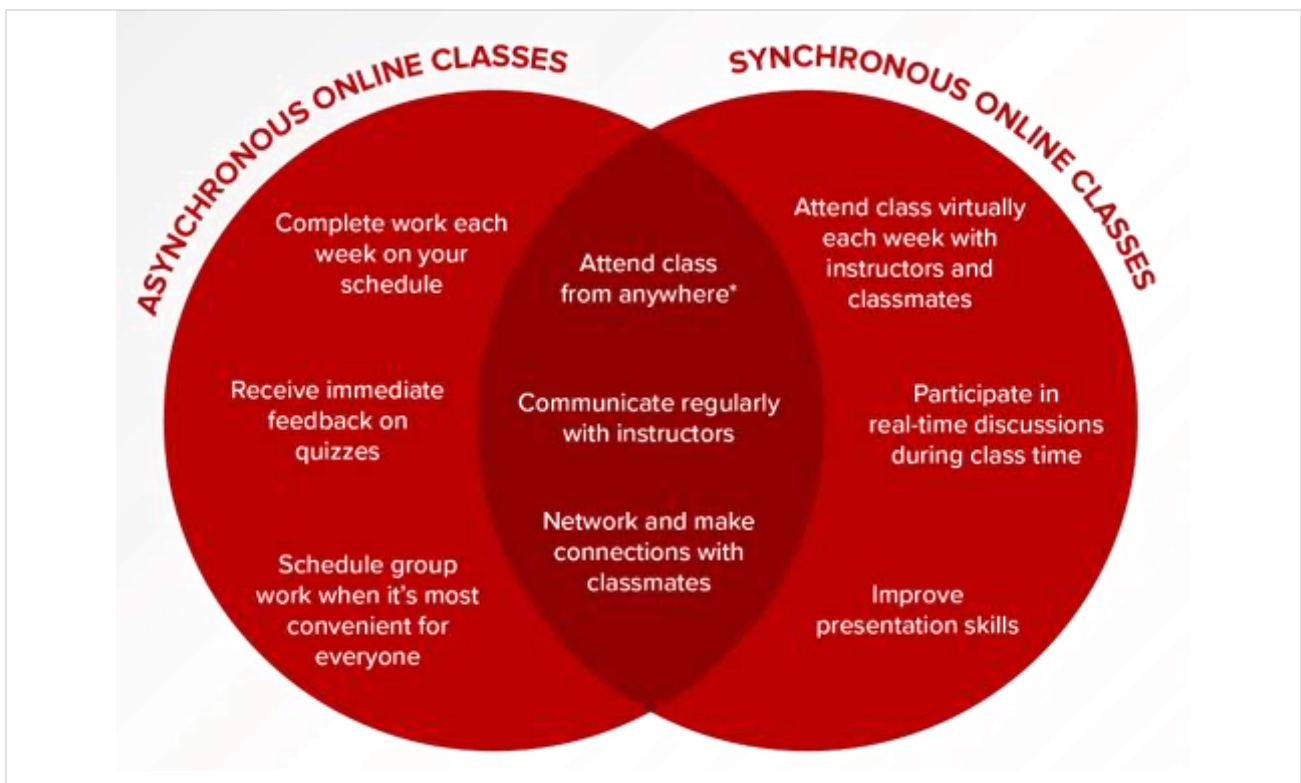 ASYNCHRONOUS ONLINE CLASSES
SYNCHRONOUS ONLINE CLASSES
Complete work each
week on your
schedule
Receive immediate
feedback on
quizzes
Schedule group
work when it's most
convenient for
everyone
Attend class
from anywhere*
Communicate regularly
with instructors
Network and make
connections with
classmates
Attend class virtually
each week with
instructors and
classmates
Participate in
real-time discussions
during class time
Improve
presentation skills